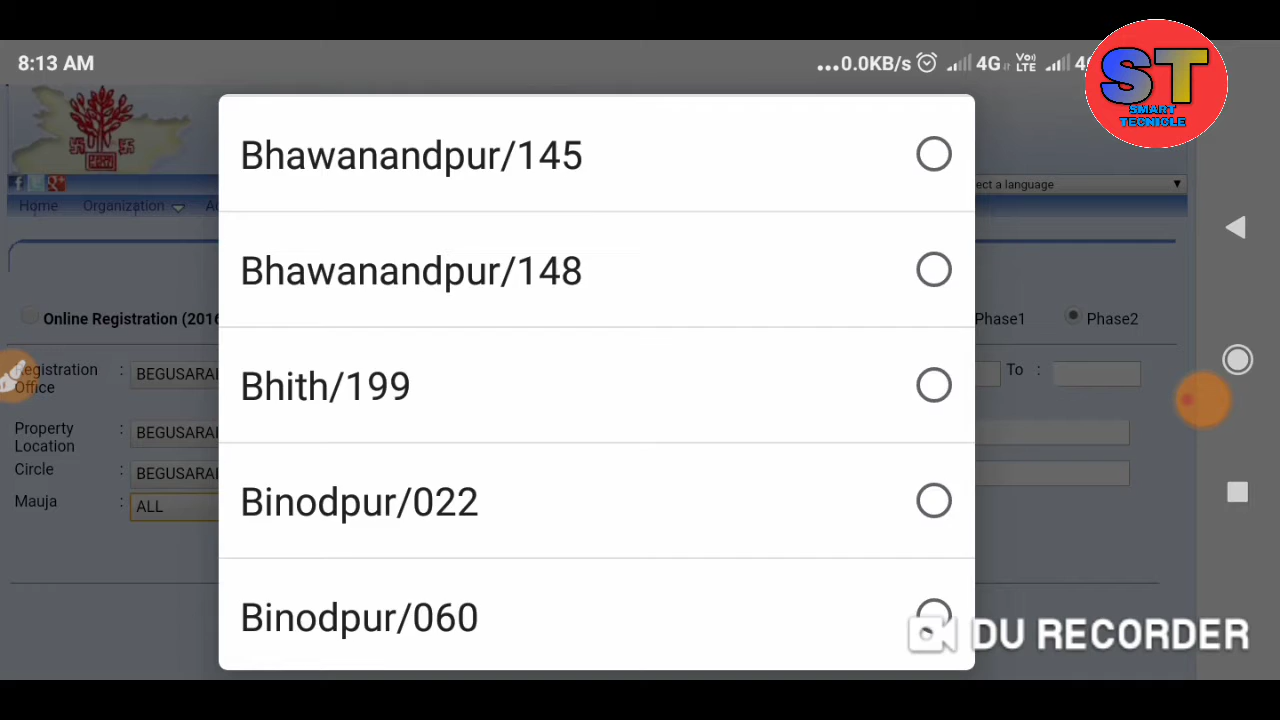 8:13 AM
...0.0KB/s 4G VoLTE
ST
SMART
TECNICLE
Bhawanandpur/145
Bhawanandpur/148
Bhith/199
Binodpur/022
Binodpur/060
f g+
ect a language
Home Organization
Online Registration (2016 Phase1 Phase2
Registration Office : BEGUSARAI To :
Property Location : BEGUSARAI
Circle : BEGUSARAI
Mauja : ALL
DU RECORDER